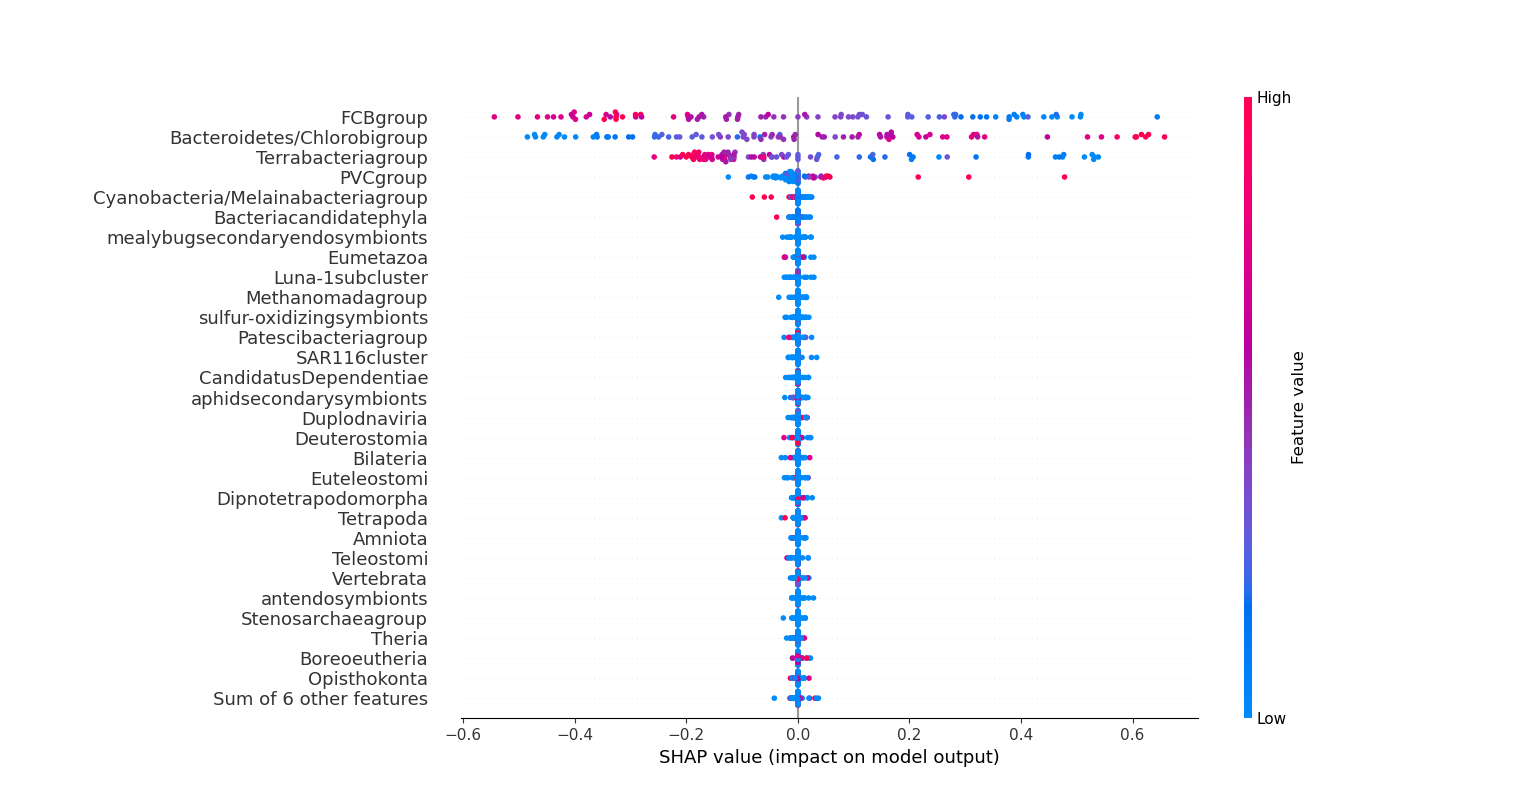 High
FCBgroup
Bacteroidetes/Chlorobigroup
Terrabacteriagroup
PVCgroup
Cyanobacteria/Melainabacteriagroup
Bacteriacandidatephyla
mealybugsecondaryendosymbionts
Eumetazoa
Luna-1subcluster
Methanomadagroup
sulfur-oxidizingsymbionts
Patescibacteriagroup
SAR116cluster
CandidatusDependentiae
aphidsecondarysymbionts
Duplodnaviria
Deuterostomia
Bilateria
Euteleostomi
Dipnotetrapodomorpha
Tetrapoda
Amniota
Teleostomi
Vertebrata
antendosymbionts
Stenosarchaeagroup
Theria
Boreoeutheria
Opisthokonta
Sum of 6 other features
Feature value
Low
−0.6 −0.4 −0.2 0.0 0.2 0.4 0.6
SHAP value (impact on model output)